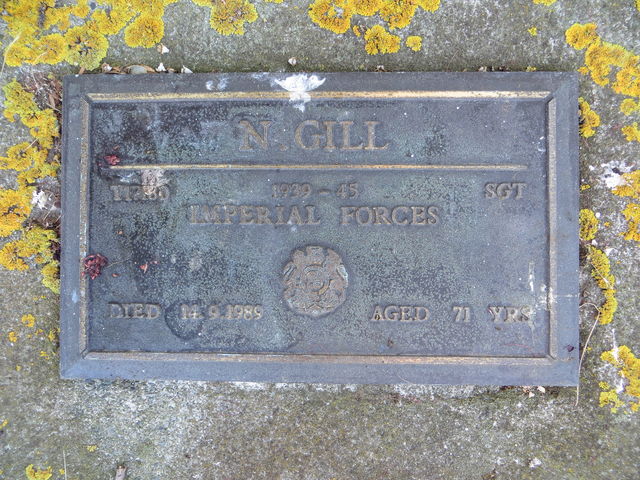 N. GILL
1939-45 SGT
IMPERIAL FORCES
DIED 14.9.1989 AGED 71 YRS